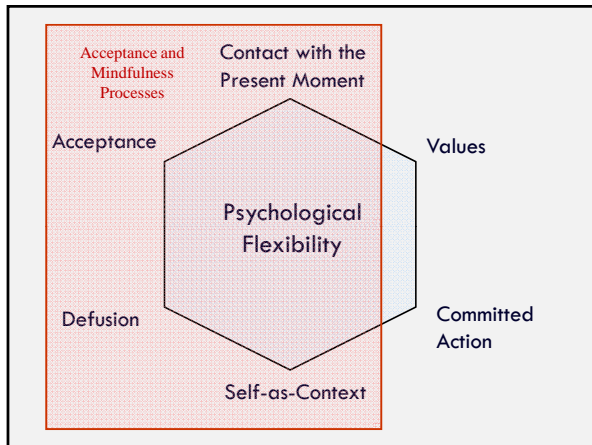 Acceptance and
Mindfulness
Processes
Contact with the
Present Moment
Acceptance
Values
Psychological
Flexibility
Defusion
Committed
Action
Self-as-Context